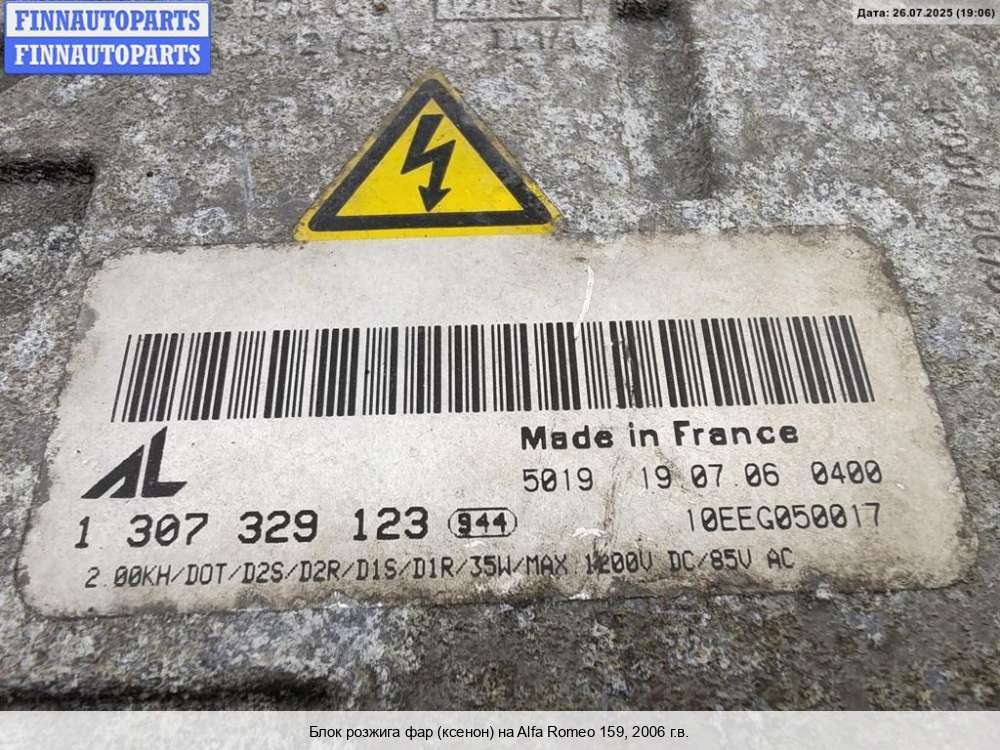 FINNAUTOPARTS
FINNAUTOPARTS
Дата: 26.07.2025 (19:06)
Made in France
AL
5019 19.07.06 0400
1 307 329 123 944
10EEG050017
2.00KH/DOT/D2S/D2R/D1S/D1R/35W/MAX.1200V DC/85V AC
Блок розжига фар (ксенон) на Alfa Romeo 159, 2006 г.в.